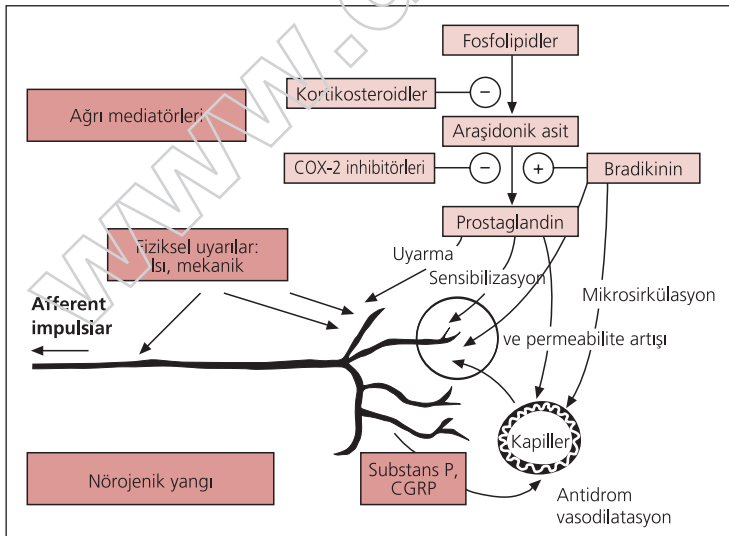 www.
Fosfolipidler
Kortikosteroidler
−
Ağrı mediatörleri
Araşidonik asit
COX-2 inhibitörleri
−
+
Bradikinin
Prostaglandin
Fiziksel uyarılar:
Isı, mekanik
Uyarma
Sensibilizasyon
Mikrosirkülasyon
ve permeabilite artışı
Afferent
impulslar
Kapiller
Nörojenik yangı
Substans P,
CGRP
Antidrom
vasodilatasyon